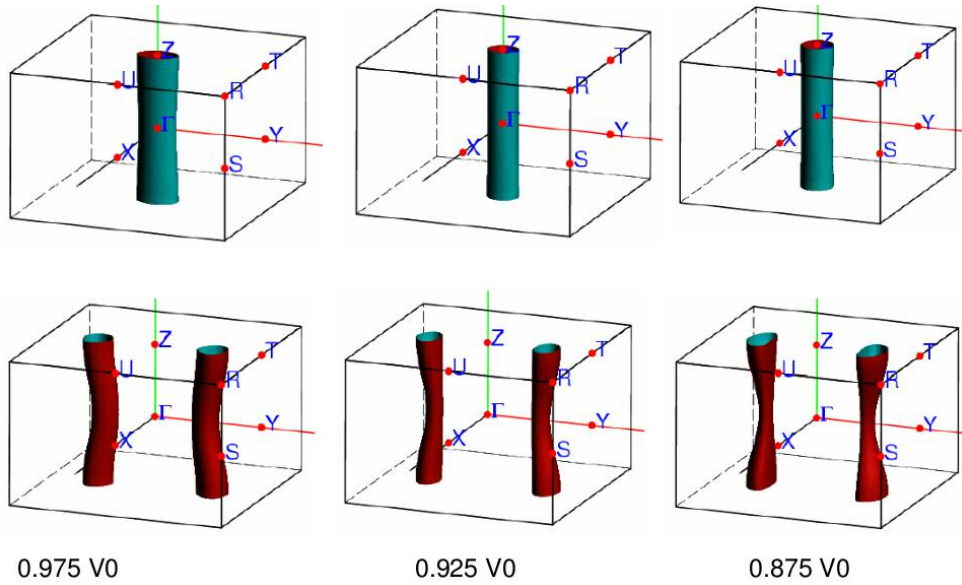 Z T U R Γ Y X S
Z T U R Γ Y X S
Z T U R Γ Y X S
Z T U R Γ Y X S
Z T U R Γ Y X S
Z T U R Γ Y X S
0.975 V0
0.925 V0
0.875 V0